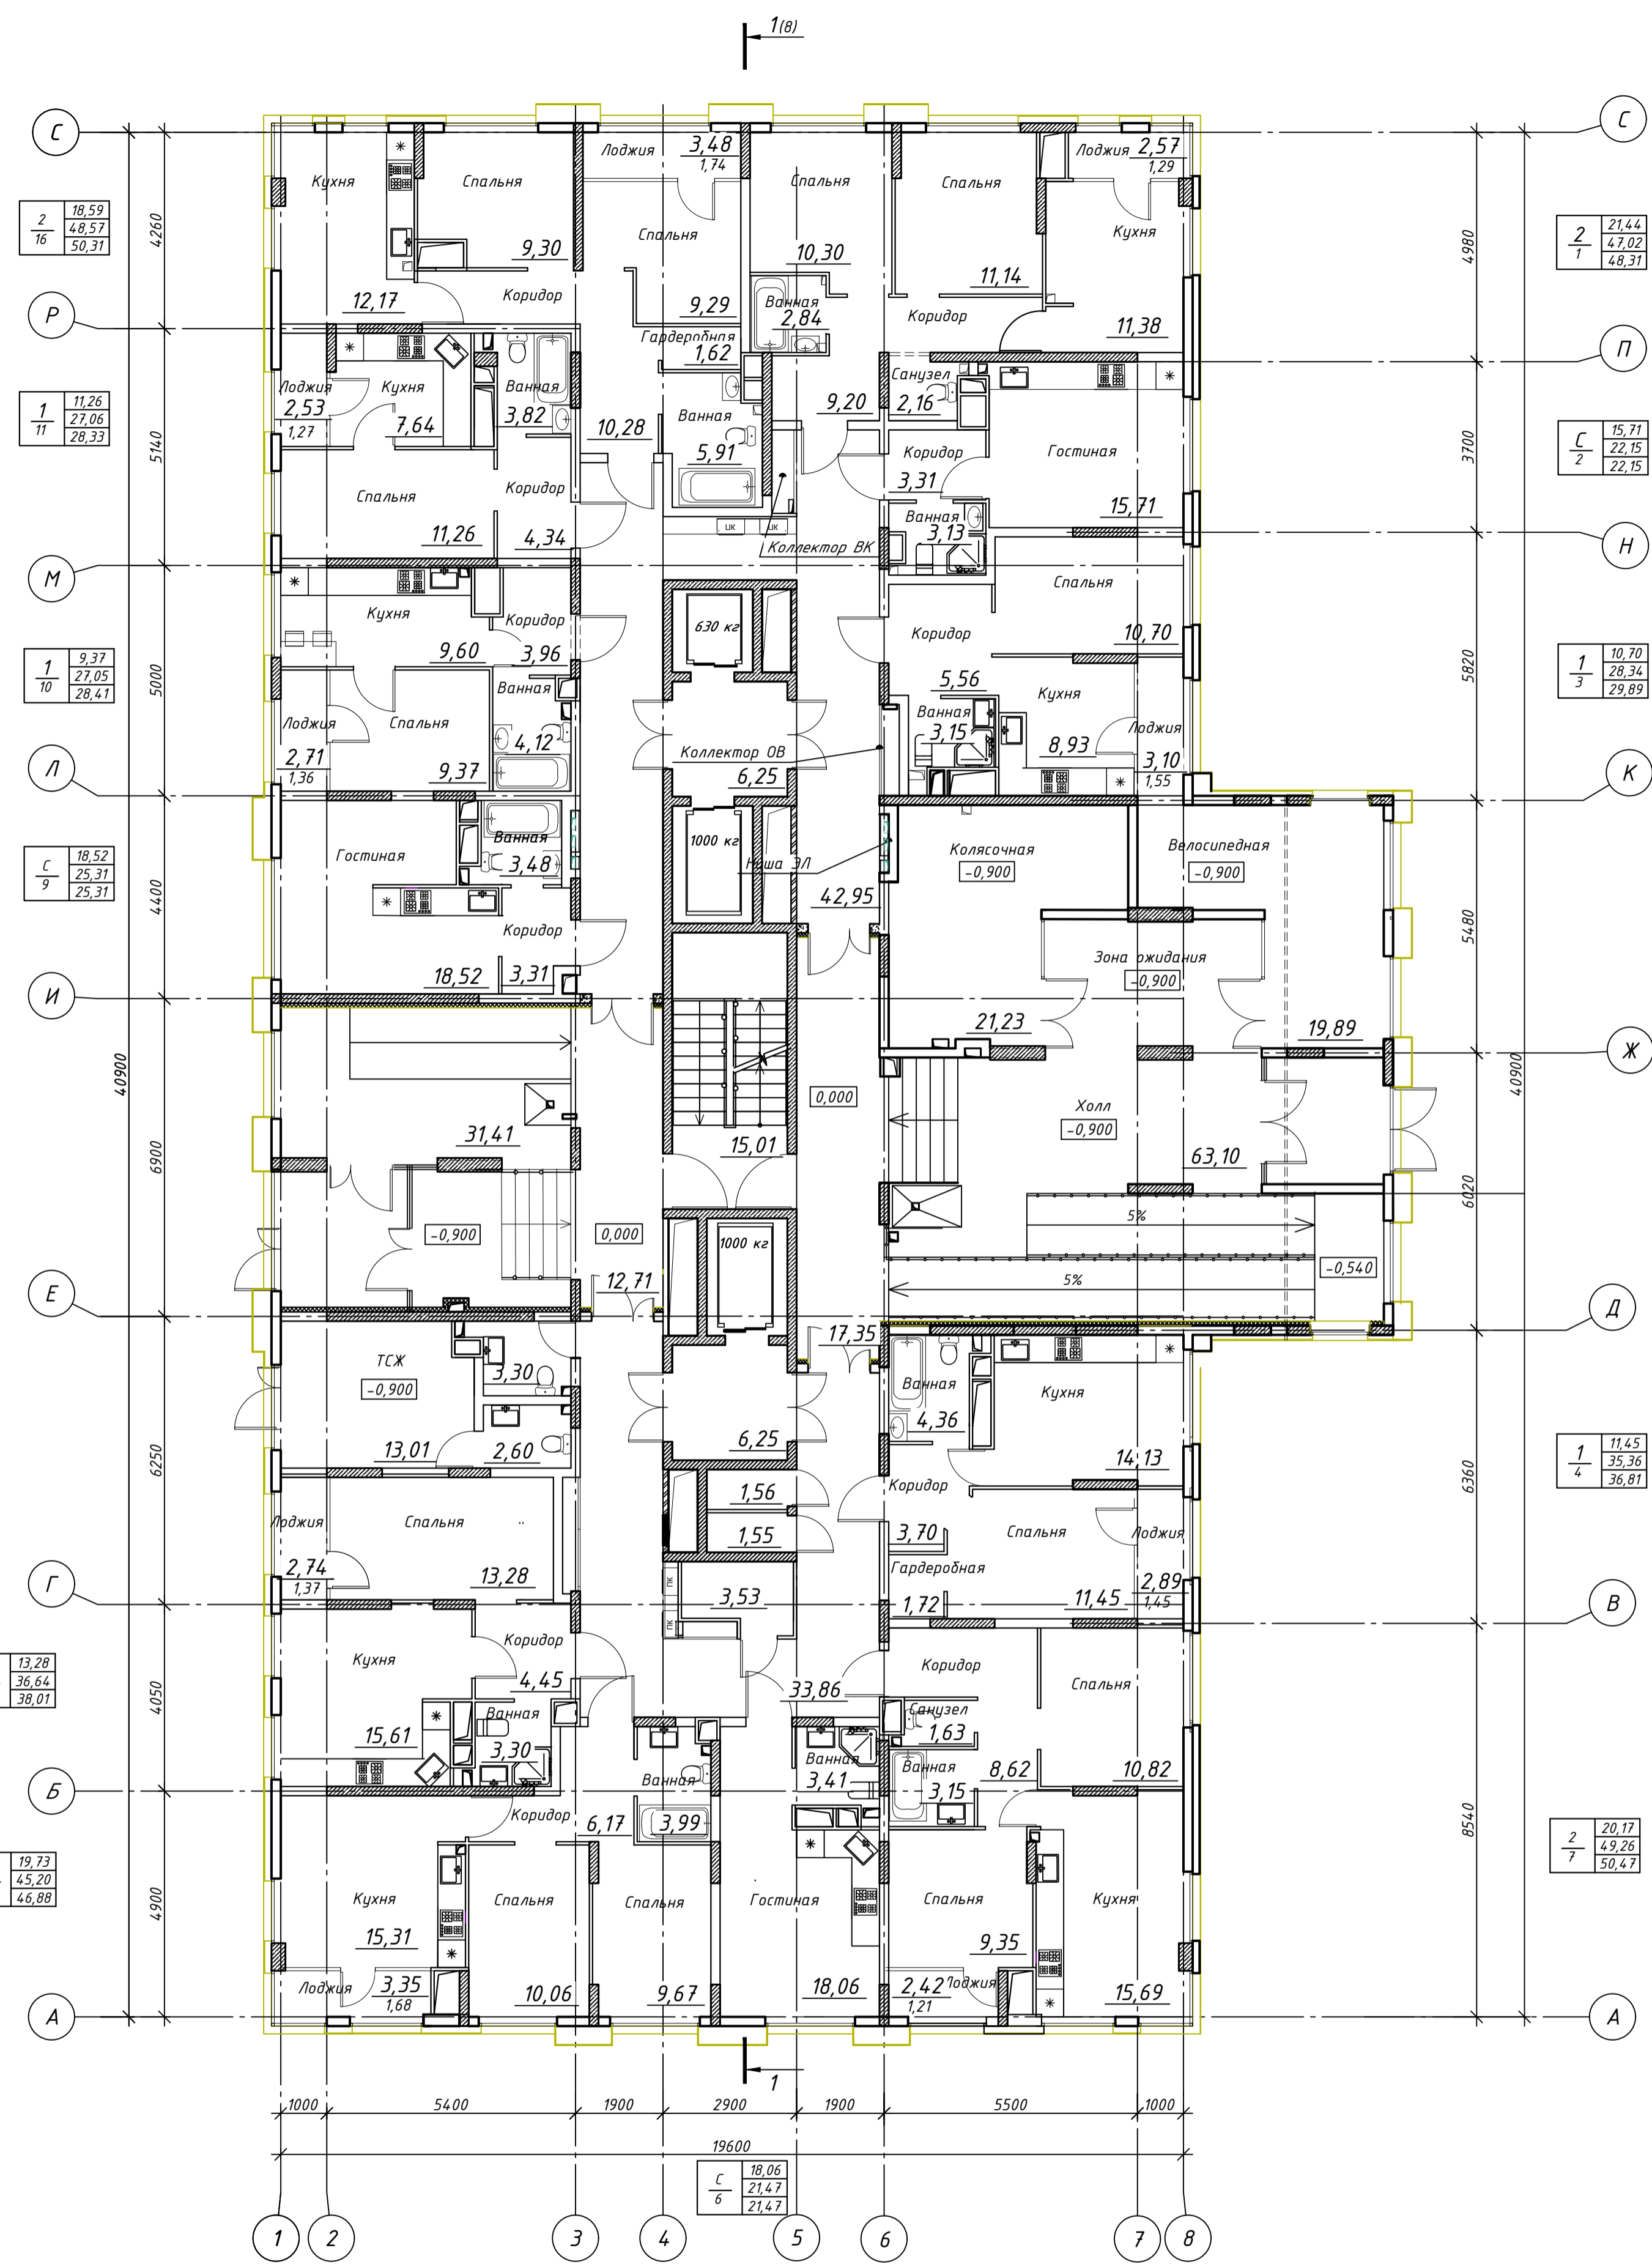 1(8)
С
С
Лоджия
3,48
1,74
Лоджия
2,57
1,29
Кухня
Спальня
Спальня
Спальня
2
16
18,59
48,57
50,31
4260
Спальня
Кухня
4980
2
1
21,44
47,02
48,31
9,30
10,30
11,14
12,17
Коридор
9,29
Ванная
2,84
Коридор
11,38
Р
Гардеробная
1,62
П
Лоджия
2,53
1,27
Кухня
7,64
Ванная
3,82
Санузел
2,16
9,20
1
11
11,26
27,06
28,33
5140
10,28
Ванная
5,91
Коридор
3,31
Гостиная
15,71
3700
С
2
15,71
22,15
22,15
Спальня
Коридор
11,26
4,34
ПК
ПК
Ванная
3,13
Коллектор ВК
Н
М
Спальня
Кухня
Коридор
630 кг
Коридор
10,70
9,60
3,96
5000
1
10
9,37
27,05
28,41
5820
1
3
10,70
28,34
29,89
Ванная
5,56
Кухня
Лоджия
Спальня
Ванная
3,15
Лоджия
2,71
1,36
9,37
4,12
Коллектор ОВ
6,25
8,93
3,10
1,55
Л
К
Гостиная
Ванная
3,48
1000 кг
Ниша ЭЛ
Колясочная
-0,900
Велосипедная
-0,900
С
9
18,52
25,31
25,31
4400
42,95
5480
Коридор
18,52
3,31
Зона ожидания
-0,900
И
21,23
19,89
Ж
40900
40900
0,000
Холл
-0,900
31,41
15,01
63,10
6900
6020
-0,900
0,000
1000 кг
5%
5%
-0,540
12,71
Е
Д
17,35
ТСЖ
-0,900
3,30
Ванная
4,36
Кухня
13,01
2,60
6,25
14,13
6250
6360
1
4
11,45
35,36
36,81
Коридор
1,56
Лоджия
Спальня
1,55
3,70
Спальня
Лоджия
2,74
1,37
13,28
Гардеробная
1,72
11,45
2,89
1,45
Г
ПК
ПК
3,53
В
Кухня
Коридор
4,45
Коридор
Спальня
13,28
36,64
38,01
4050
33,86
Санузел
1,63
15,61
Ванная
3,30
Ванная
3,41
Ванная
3,15
8,62
10,82
Ванная
Б
Коридор
6,17
3,99
8540
2
7
20,17
49,26
50,47
19,73
45,20
46,88
4900
Кухня
15,31
Спальня
Спальня
Гостиная
Спальня
9,35
Кухня
Лоджия
3,35
1,68
10,06
9,67
18,06
2,42
1,21
Лоджия
15,69
А
А
1
1000
5400
1900
2900
1900
5500
1000
19600
С
6
18,06
21,47
21,47
1
2
3
4
5
6
7
8